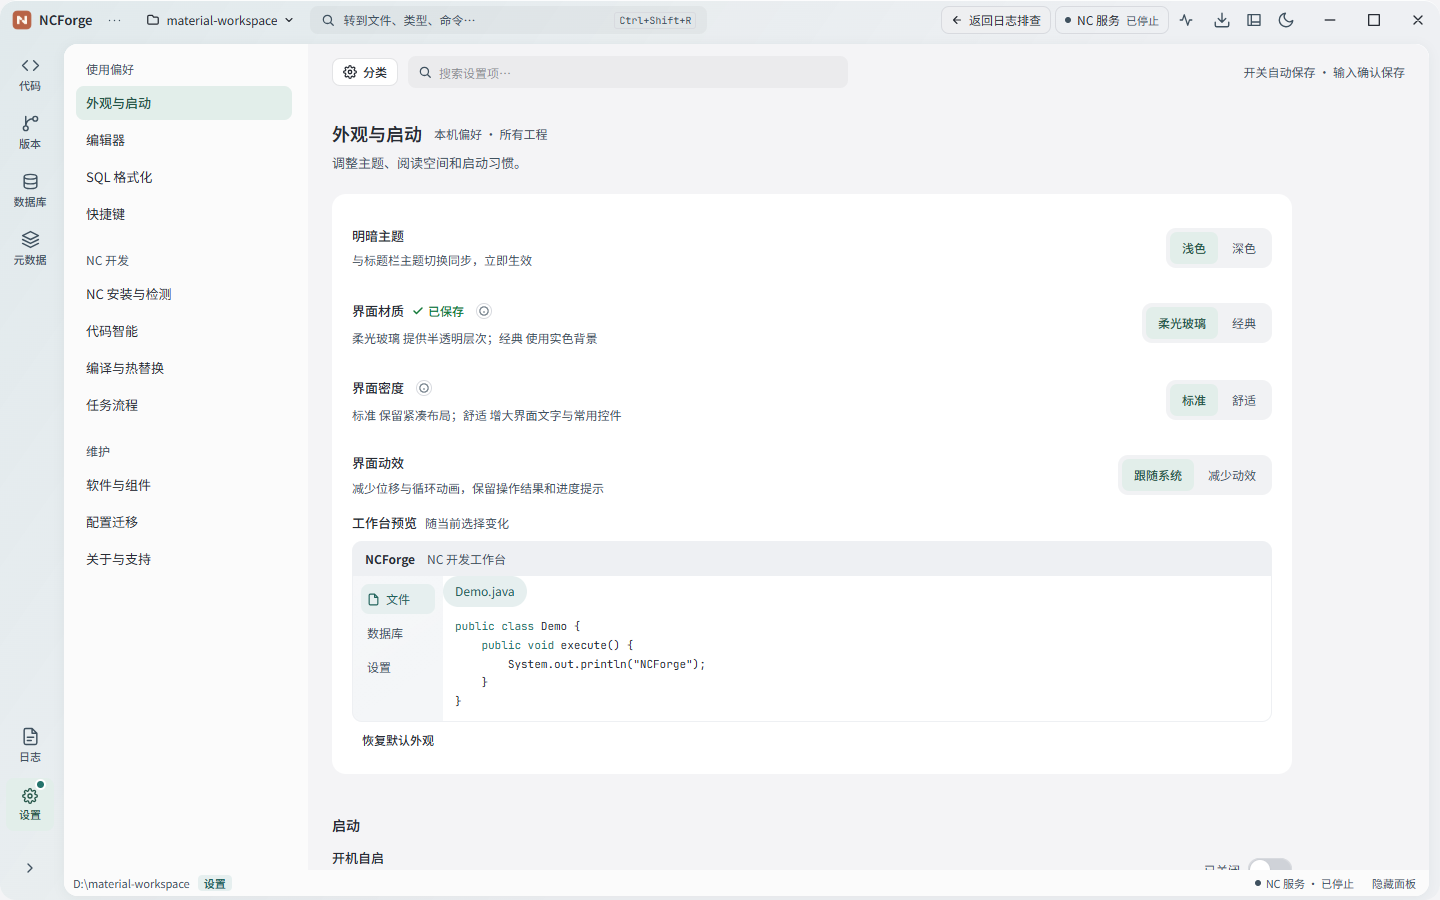 NCForge ··· material-workspace 转到文件、类型、命令··· Ctrl+Shift+R 返回日志排查 NC 服务 已停止
代码
版本
数据库
元数据
日志
设置
使用偏好
外观与启动
编辑器
SQL 格式化
快捷键
NC 开发
NC 安装与检测
代码智能
编译与热替换
任务流程
维护
软件与组件
配置迁移
关于与支持
分类 搜索设置项··· 开关自动保存 · 输入确认保存
外观与启动 本机偏好 · 所有工程
调整主题、阅读空间和启动习惯。
明暗主题
与标题栏主题切换同步，立即生效
浅色 深色
界面材质 已保存
柔光玻璃 提供半透明层次；经典 使用实色背景
柔光玻璃 经典
界面密度
标准 保留紧凑布局；舒适 增大界面文字与常用控件
标准 舒适
界面动效
减少位移与循环动画，保留操作结果和进度提示
跟随系统 减少动效
工作台预览 随当前选择变化
NCForge NC 开发工作台
文件
数据库
设置
Demo.java
public class Demo {
public void execute() {
System.out.println("NCForge");
}
}
恢复默认外观
启动
开机自启
已关闭
D:\material-workspace 设置 NC 服务 · 已停止 隐藏面板